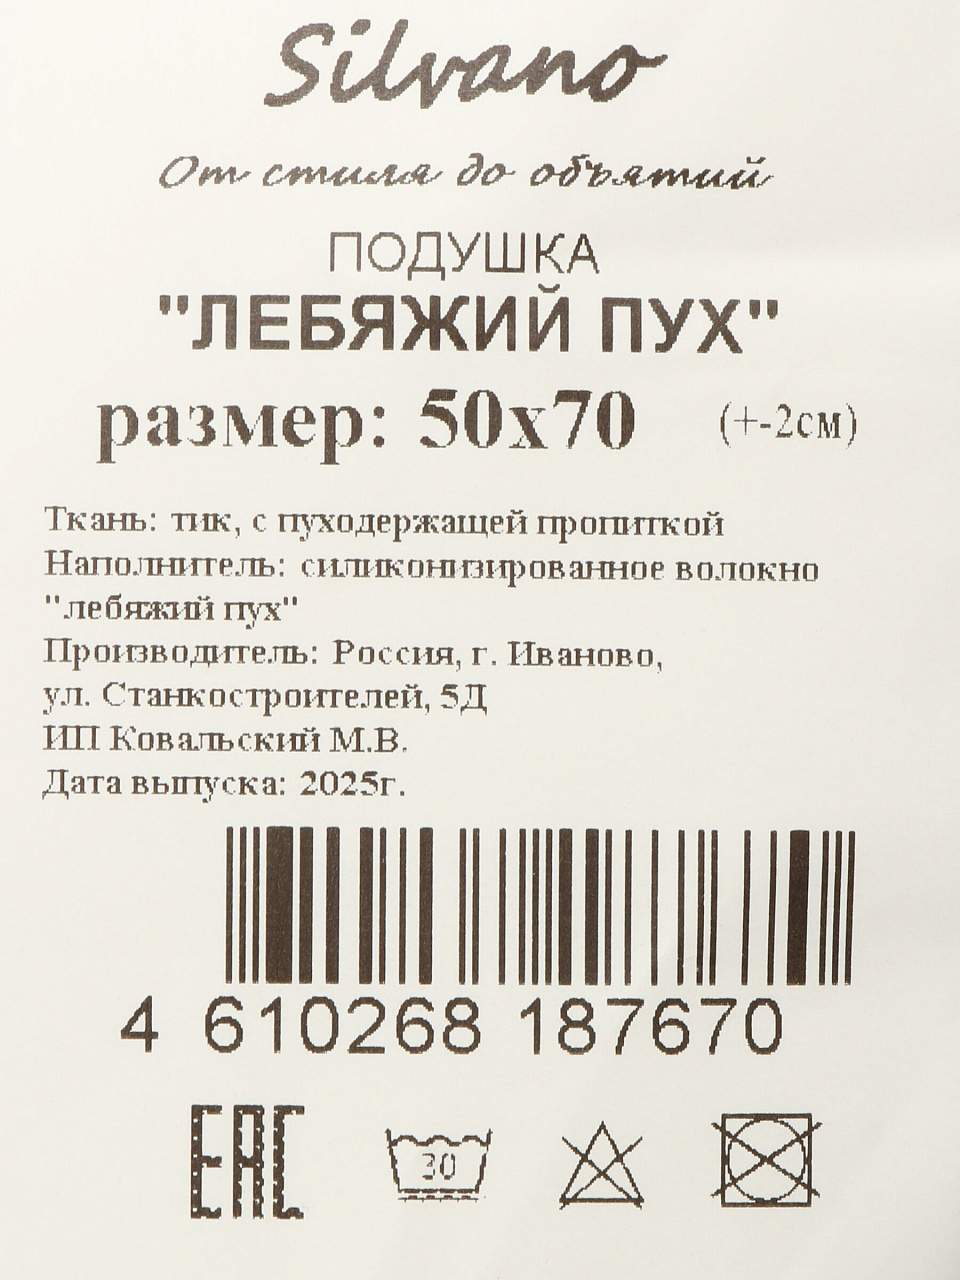 Silvano
От стиля до объятий
ПОДУШКА
"ЛЕБЯЖИЙ ПУХ"
размер: 50х70 (+-2см)
Ткань: тик, с пуходержащей пропиткой
Наполнитель: силиконизированное волокно
"лебяжий пух"
Производитель: Россия, г. Иваново,
ул. Станкостроителей, 5Д
ИП Ковальский М.В.
Дата выпуска: 2025г.
4 610268 187670
EAC 30